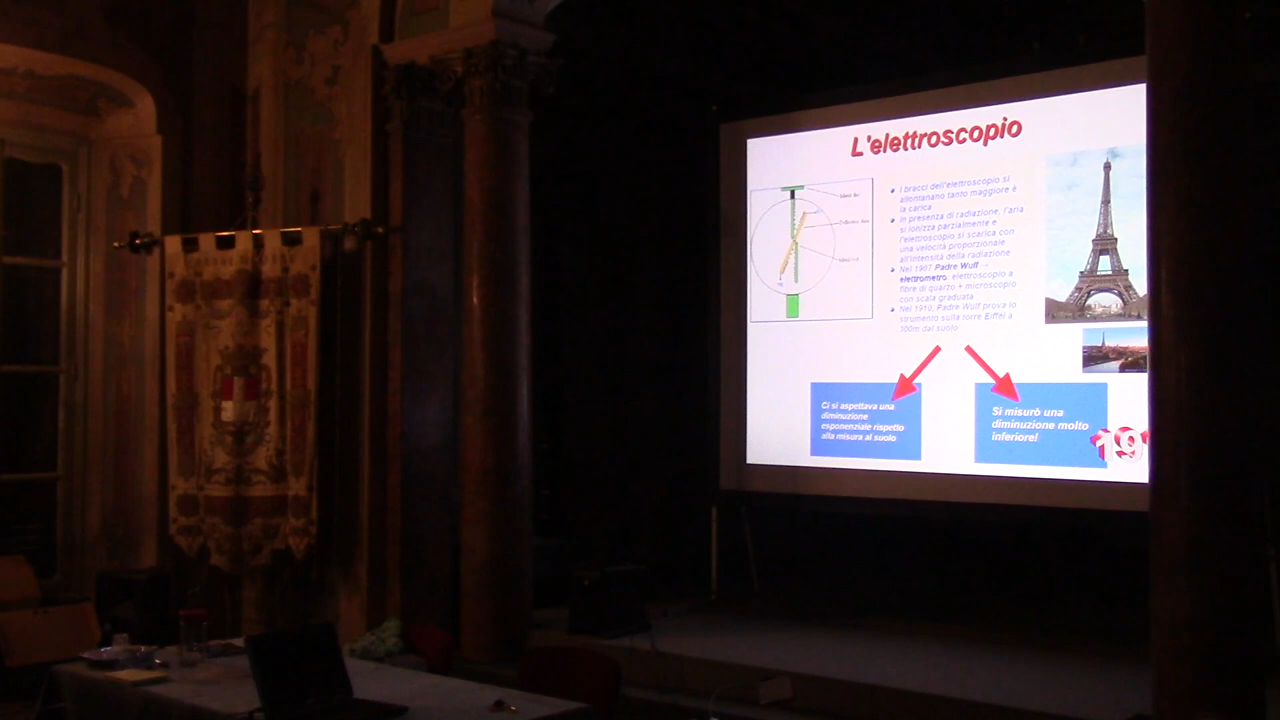 L'elettroscopio
I bracci dell'elettroscopio si
allontanano tanto maggiore è
la carica
In presenza di radiazione, l'aria
si ionizza parzialmente e
l'elettroscopio si scarica con
una velocità proporzionale
all'intensità della radiazione
Nel 1907 Padre Wulf
elettrometro: elettroscopio a
fibre di quarzo + microscopio
con scala graduata
Nel 1910, Padre Wulf provò lo
strumento sulla torre Eiffel a
300m dal suolo
Ci si aspettava una
diminuzione
esponenziale rispetto
alla misura al suolo
Si misurò una
diminuzione molto
inferiore!
19